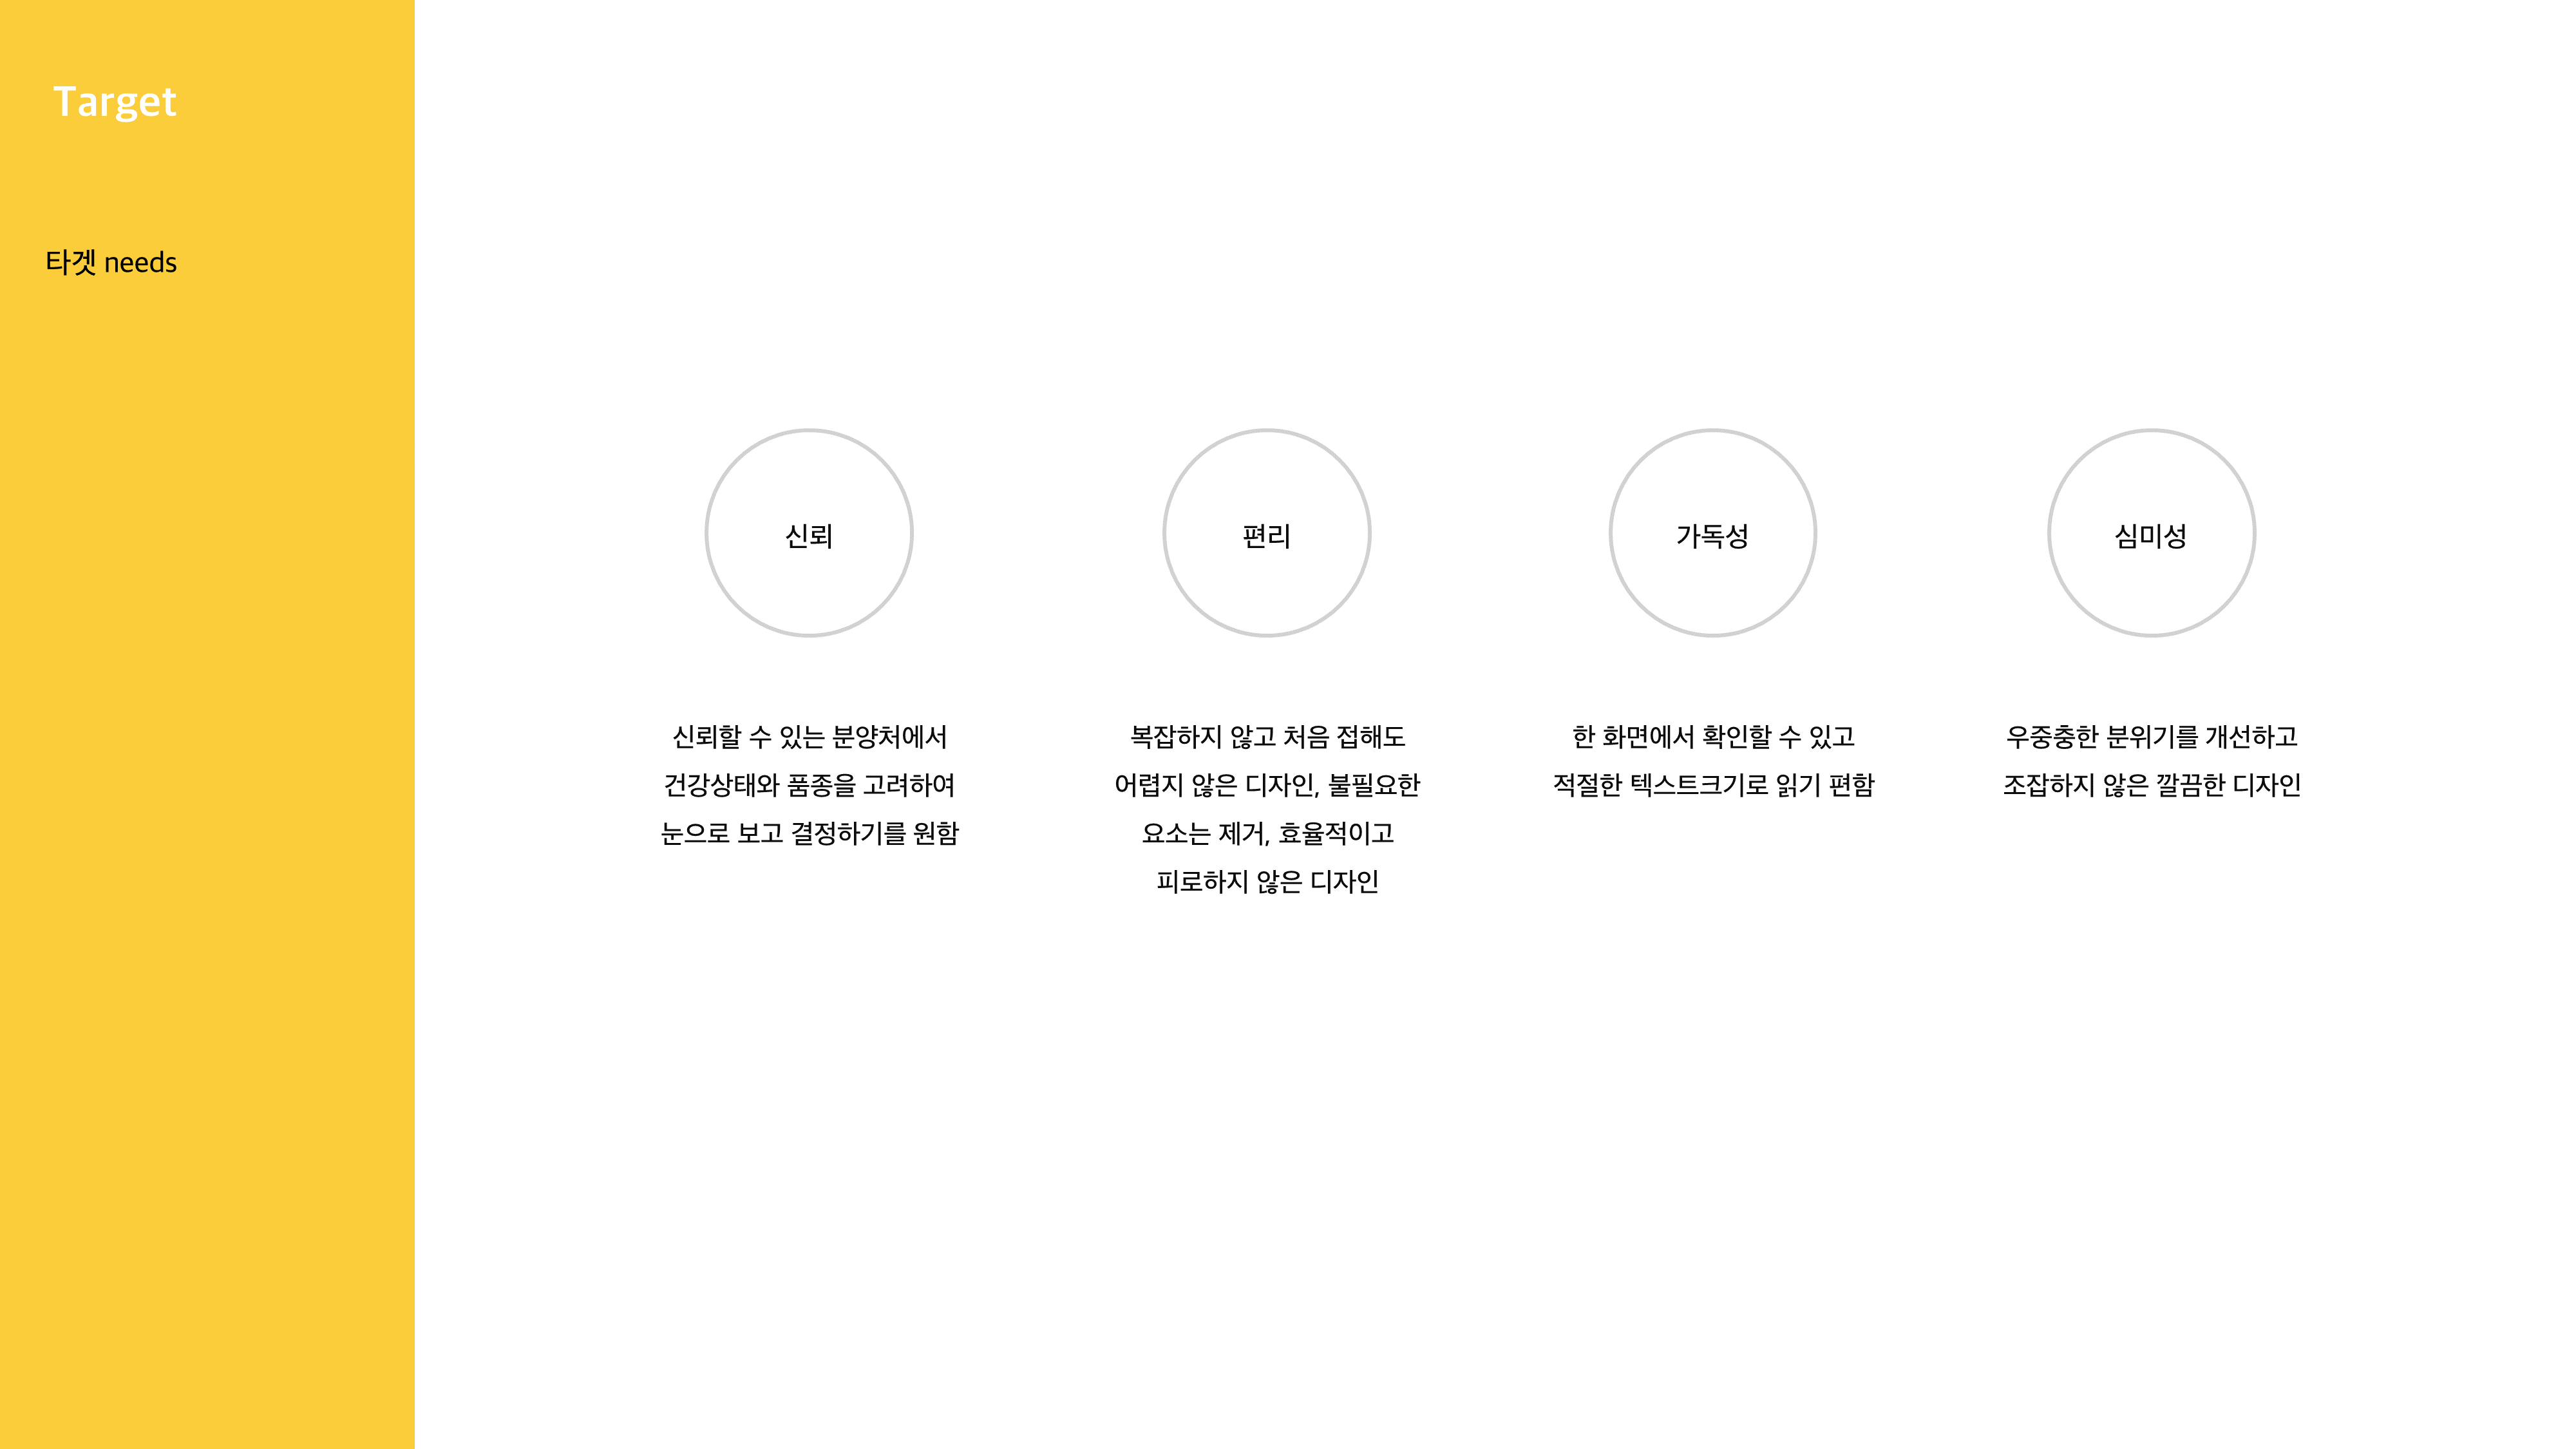 Target
타겟 needs
신뢰
신뢰할 수 있는 분양처에서
건강상태와 품종을 고려하여
눈으로 보고 결정하기를 원함
편리
복잡하지 않고 처음 접해도
어렵지 않은 디자인, 불필요한
요소는 제거, 효율적이고
피로하지 않은 디자인
가독성
한 화면에서 확인할 수 있고
적절한 텍스트크기로 읽기 편함
심미성
우중충한 분위기를 개선하고
조잡하지 않은 깔끔한 디자인